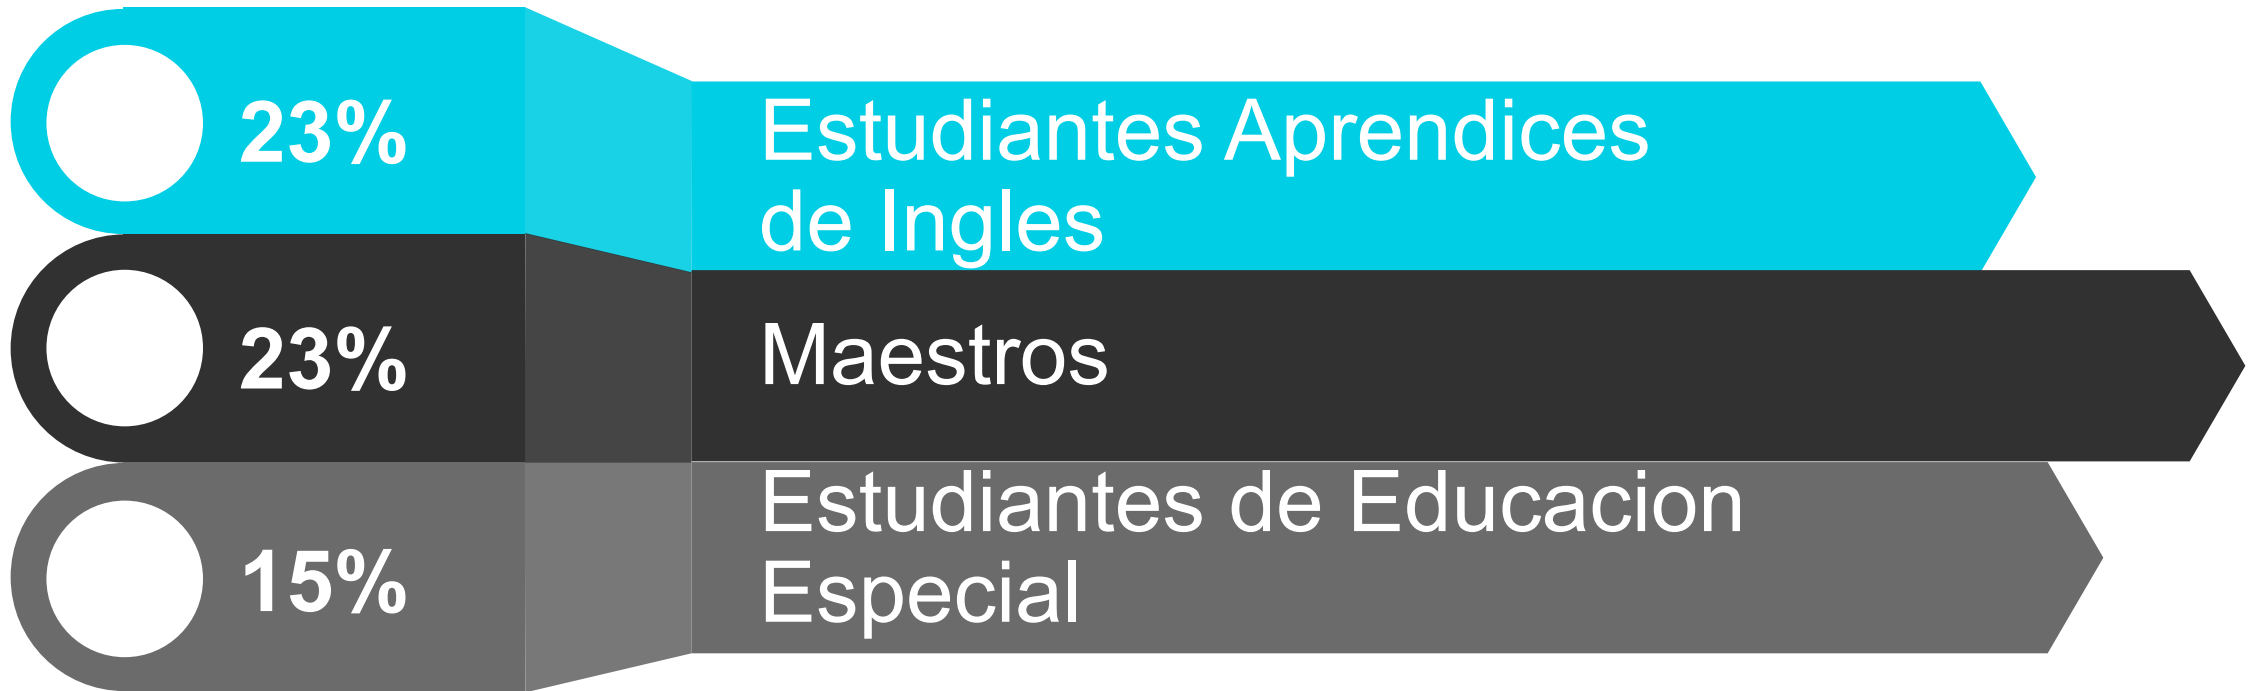 23%
Estudiantes Aprendices
de Ingles
23%
Maestros
15%
Estudiantes de Educacion
Especial